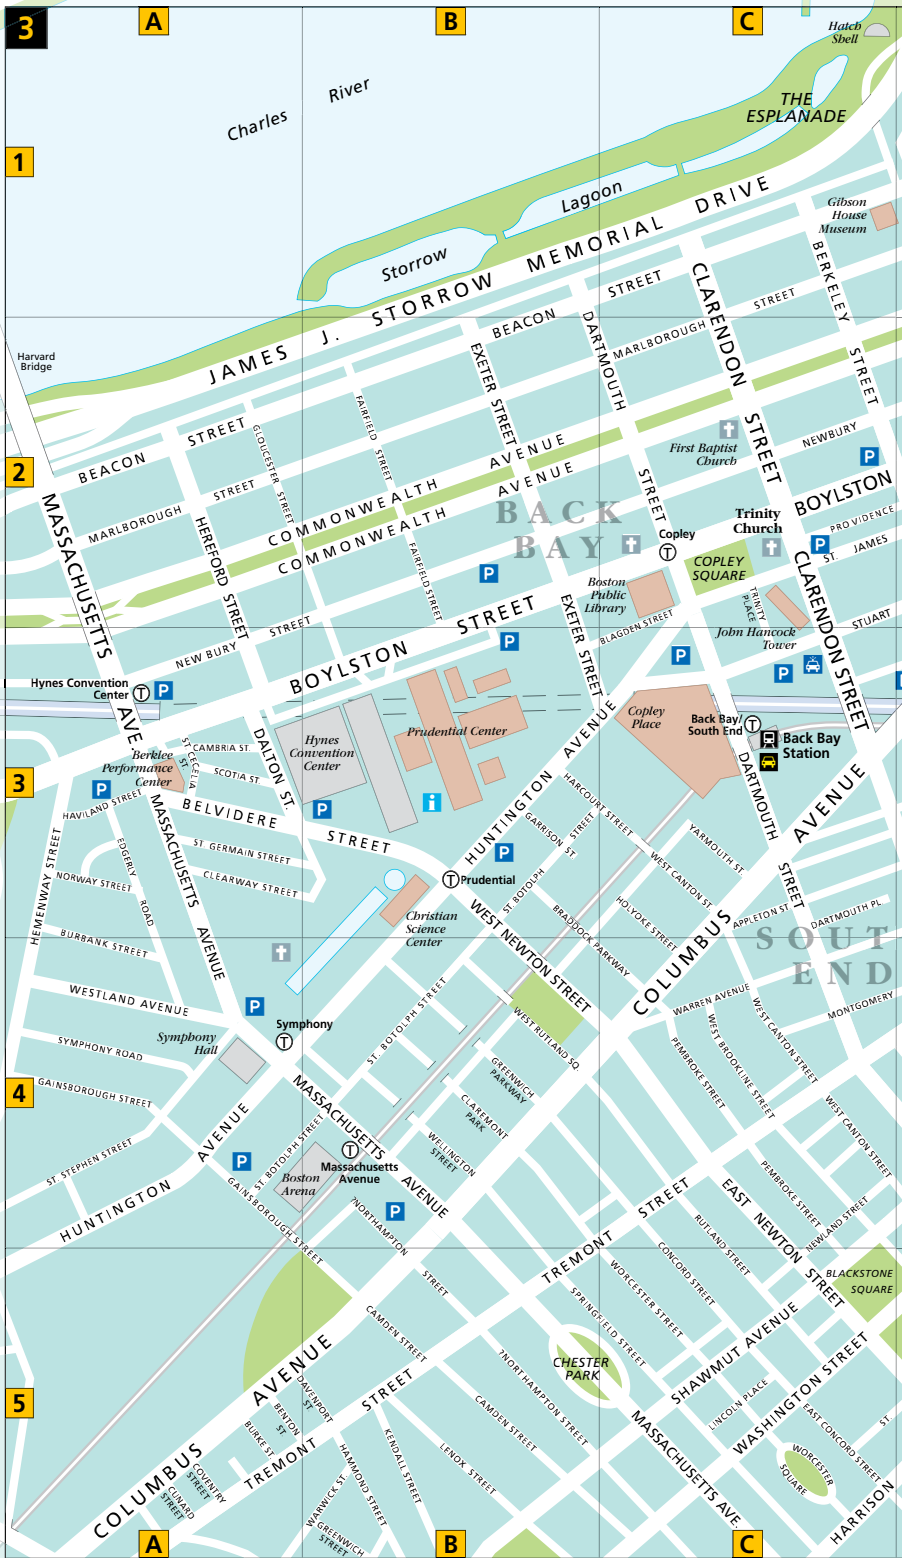 3
A
B
C
Hatch
Shell
THE
ESPLANADE
Charles River
1
Lagoon
Storrow
JAMES J. STORROW MEMORIAL DRIVE
Gibson
House
Museum
BERKELEY STREET
CLARENDON STREET
BEACON STREET
MARLBOROUGH STREET
DARTMOUTH STREET
EXETER STREET
FAIRFIELD STREET
Harvard
Bridge
2
BEACON STREET
GLOUCESTER STREET
MARLBOROUGH STREET
HEREFORD STREET
COMMONWEALTH AVENUE
COMMONWEALTH AVENUE
MASSACHUSETTS AVE
First Baptist
Church
NEWBURY
P
BOYLSTON
PROVIDENCE
ST. JAMES
BACK
BAY
Trinity
Church
Copley
T
P
COPLEY
SQUARE
P
FAIRFIELD STREET
Boston
Public
Library
TRINITY
PLACE
CLARENDON STREET
STUART
BLAGDEN STREET
John Hancock
Tower
EXETER STREET
NEW BURY STREET
BOYLSTON STREET
P
P
P
P
Hynes Convention
Center
T
P
Copley
Place
Back Bay/
South End
T
Back Bay
Station
Prudential Center
Hynes
Convention
Center
DALTON ST.
CAMBRIA ST.
ST. CECELIA
ST.
SCOTIA ST.
Berklee
Performance
Center
3
P
HAVILAND STREET
BELVIDERE STREET
P
i
HUNTINGTON AVENUE
P
HARCOURT STREET
GARRISON ST.
ST. BOTOLPH STREET
DARTMOUTH STREET
COLUMBUS AVENUE
YARMOUTH ST.
WEST CANTON ST.
HOLYOKE STREET
BRADDOCK PARKWAY
APPLETON ST.
DARTMOUTH PL
MASSACHUSETTS AVENUE
ST. GERMAIN STREET
CLEARWAY STREET
EDGERLY ROAD
NORWAY STREET
HEMENWAY STREET
BURBANK STREET
T
Prudential
Christian
Science
Center
WEST NEWTON STREET
SOUT
END
WESTLAND AVENUE
P
Symphony
T
Symphony
Hall
SYMPHONY ROAD
ST. BOTOLPH STREET
WEST RUTLAND SQ.
WARREN AVENUE
MONTGOMERY
WEST CANTON STREET
WEST BROOKLINE STREET
PEMBROKE STREET
4
GAINSBOROUGH STREET
GREENWICH
PARKWAY
CLAREMONT
PARK
WELLINGTON
STREET
WEST CANTON STREET
MASSACHUSETTS AVENUE
ST. BOTOLPH STREET
T
Massachusetts
Avenue
Boston
Arena
ST. STEPHEN STREET
HUNTINGTON AVENUE
P
GAINSBOROUGH STREET
P
?NORTHAMPTON STREET
PEMBROKE STREET
NEWLAND STREET
EAST NEWTON STREET
RUTLAND STREET
CONCORD STREET
TREMONT STREET
WORCESTER STREET
SPRINGFIELD STREET
BLACKSTONE
SQUARE
CAMDEN STREET
CHESTER
PARK
SHAWMUT AVENUE
WASHINGTON STREET
5
COLUMBUS AVENUE
TREMONT STREET
?NORTHAMPTON STREET
CAMDEN STREET
LENOX STREET
DAVENPORT
ST
BENTON
ST
BURKE ST.
COVENTRY
STREET
CUNARD
STREET
HAMMOND STREET
KENDALL STREET
WARWICK ST.
GREENWICH
STREET
MASSACHUSETTS AVE.
LINCOLN PLACE
EAST CONCORD STREET
ST.
WORCESTER
SQUARE
HARRISON
A
B
C